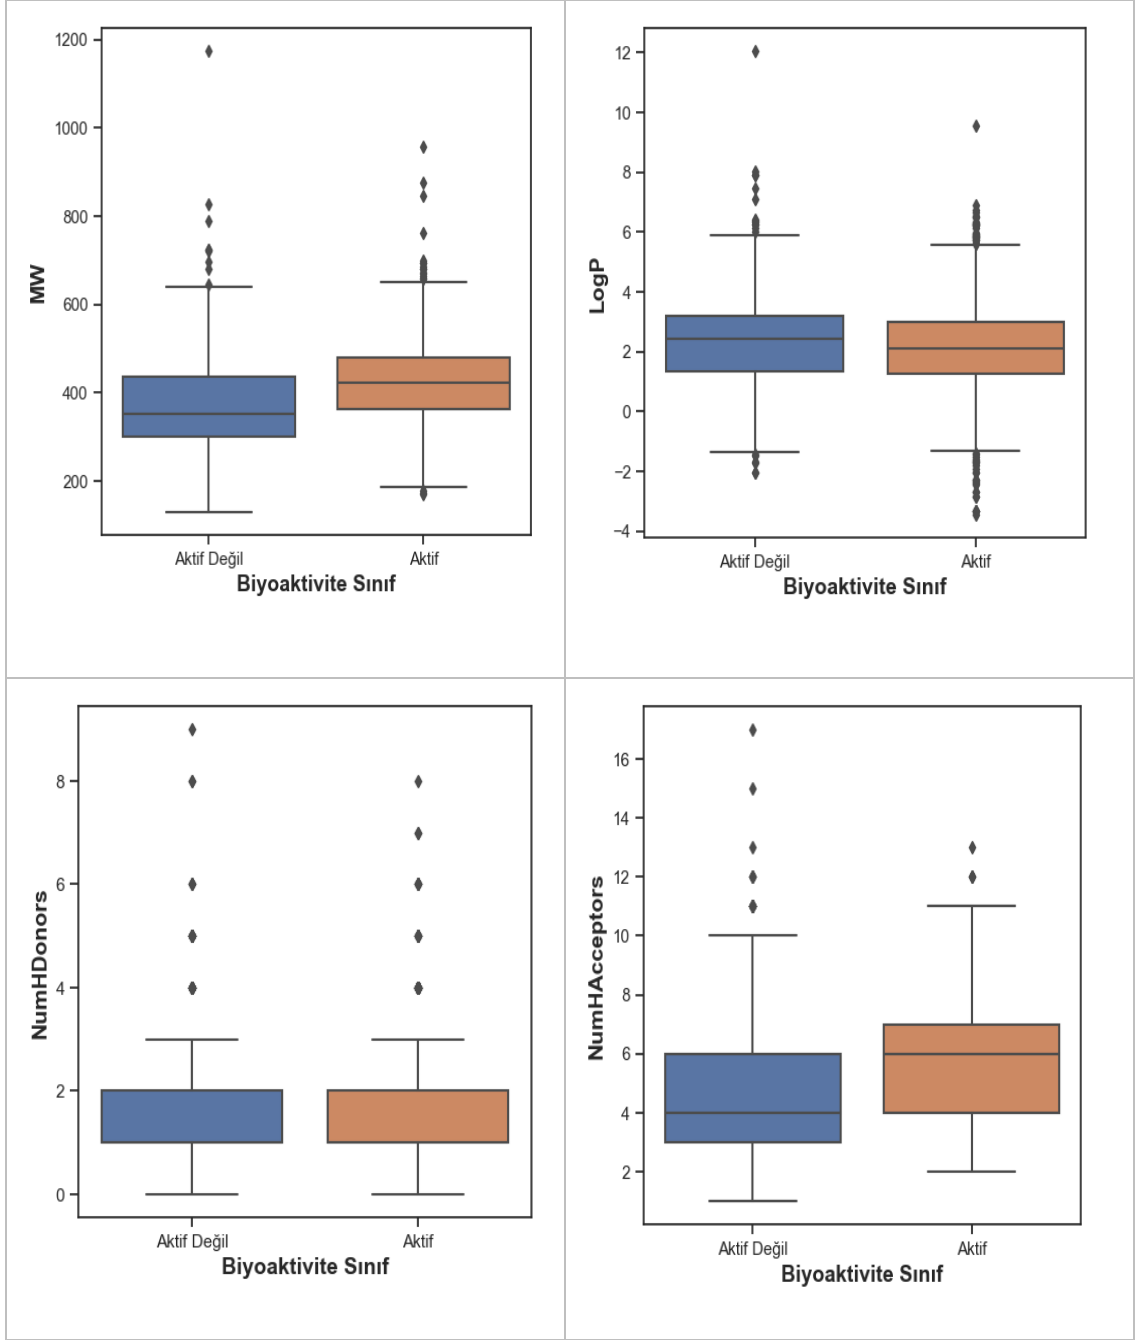 1200
1000
800
600
400
200
MW
Aktif Değil
Aktif
Biyoaktivite Sınıf
12
10
8
6
4
2
0
−2
−4
LogP
Aktif Değil
Aktif
Biyoaktivite Sınıf
8
6
4
2
0
NumHDonors
Aktif Değil
Aktif
Biyoaktivite Sınıf
16
14
12
10
8
6
4
2
NumHAcceptors
Aktif Değil
Aktif
Biyoaktivite Sınıf